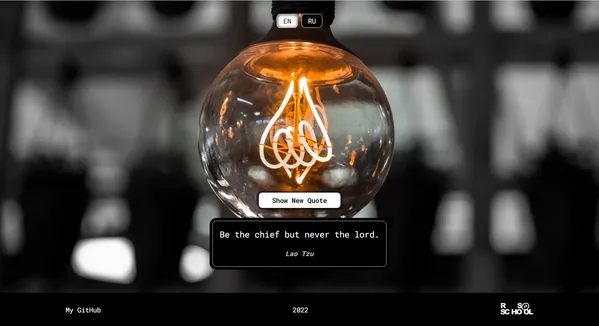 EN RU
Show New Quote
Be the chief but never the lord.
Lao Tzu
My GitHub 2022 RS SCHOOL